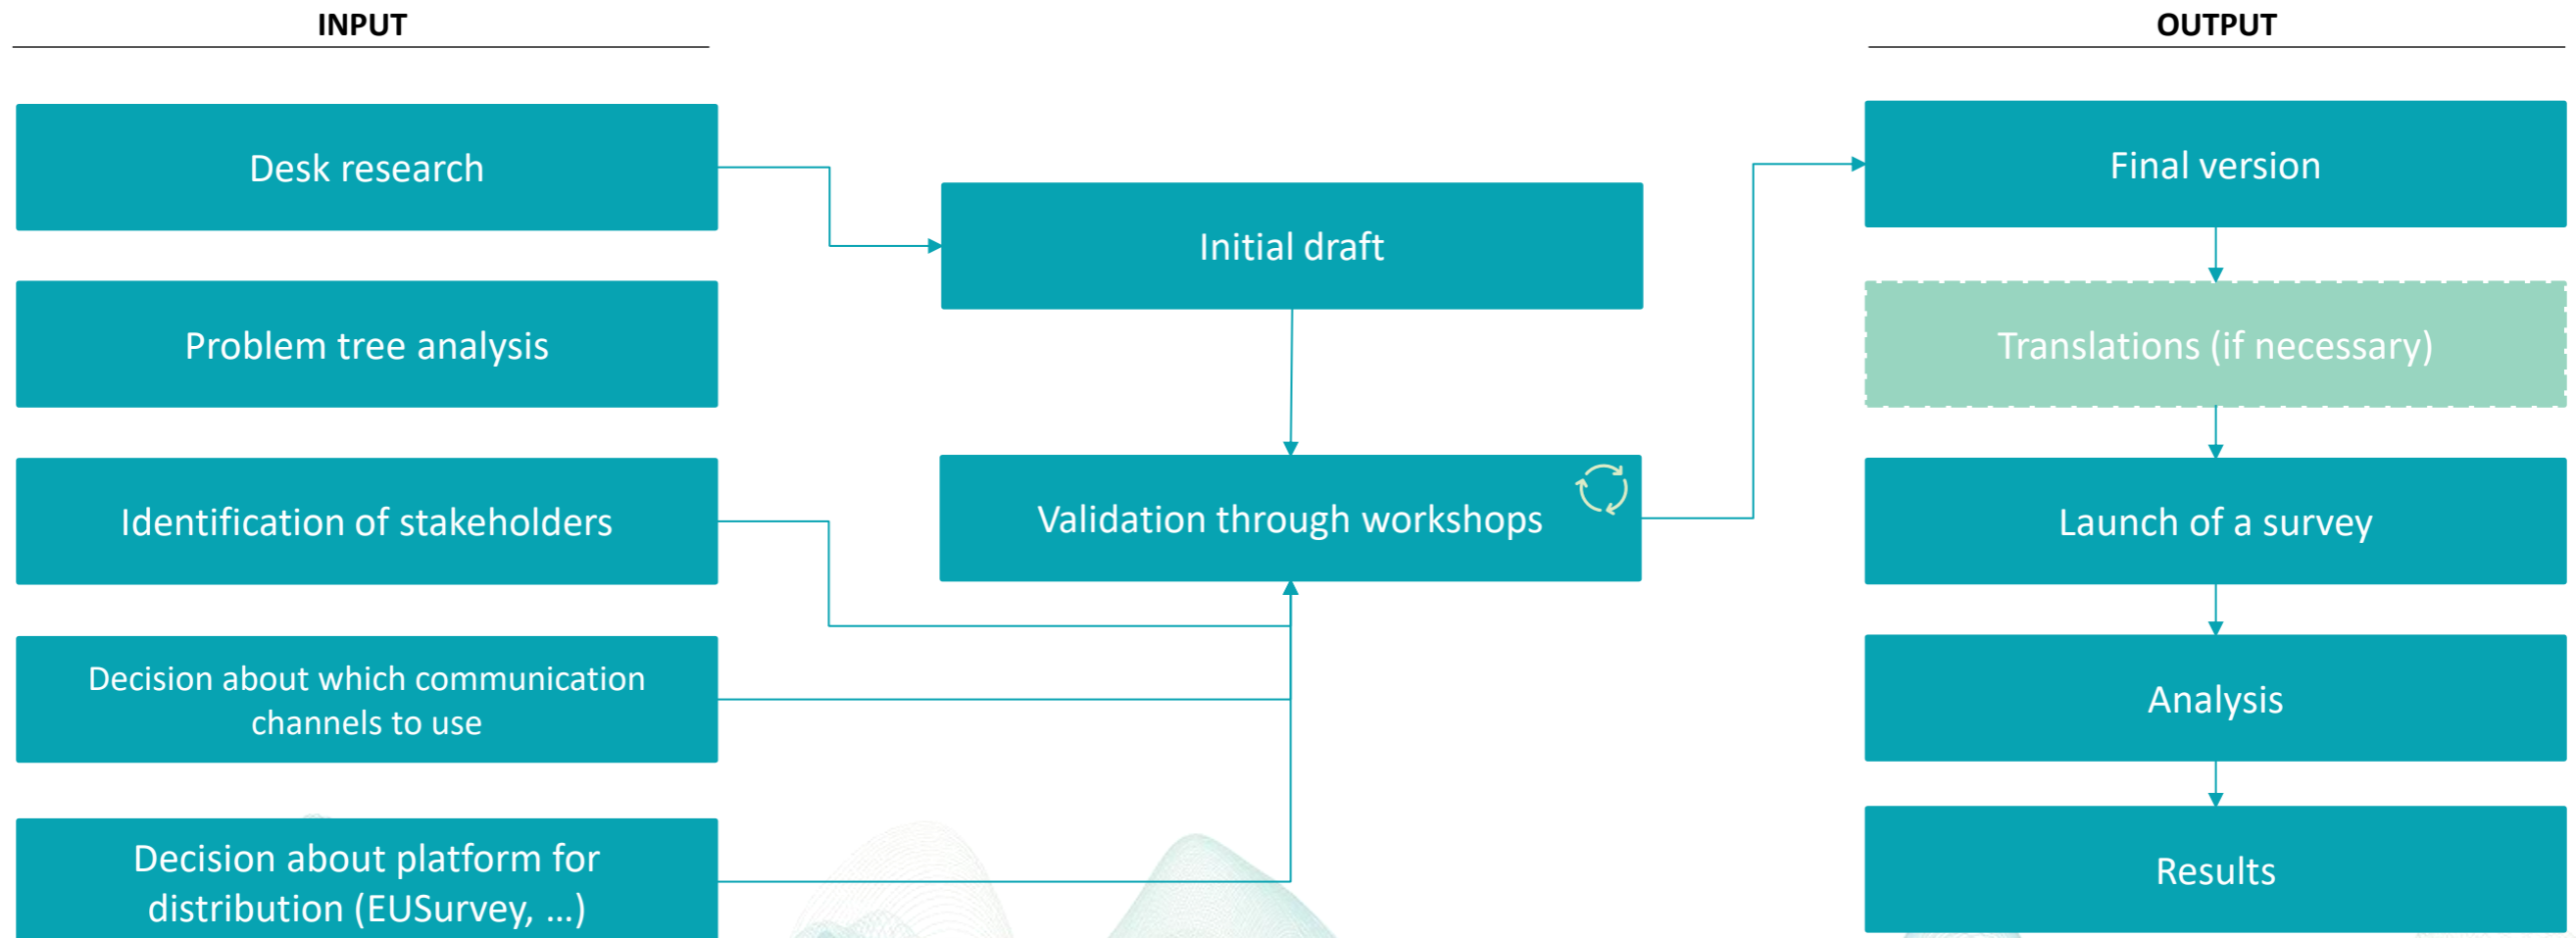 INPUT
Desk research
Problem tree analysis
Identification of stakeholders
Decision about which communication
channels to use
Decision about platform for
distribution (EUSurvey, ...)
Initial draft
Validation through workshops
OUTPUT
Final version
Translations (if necessary)
Launch of a survey
Analysis
Results